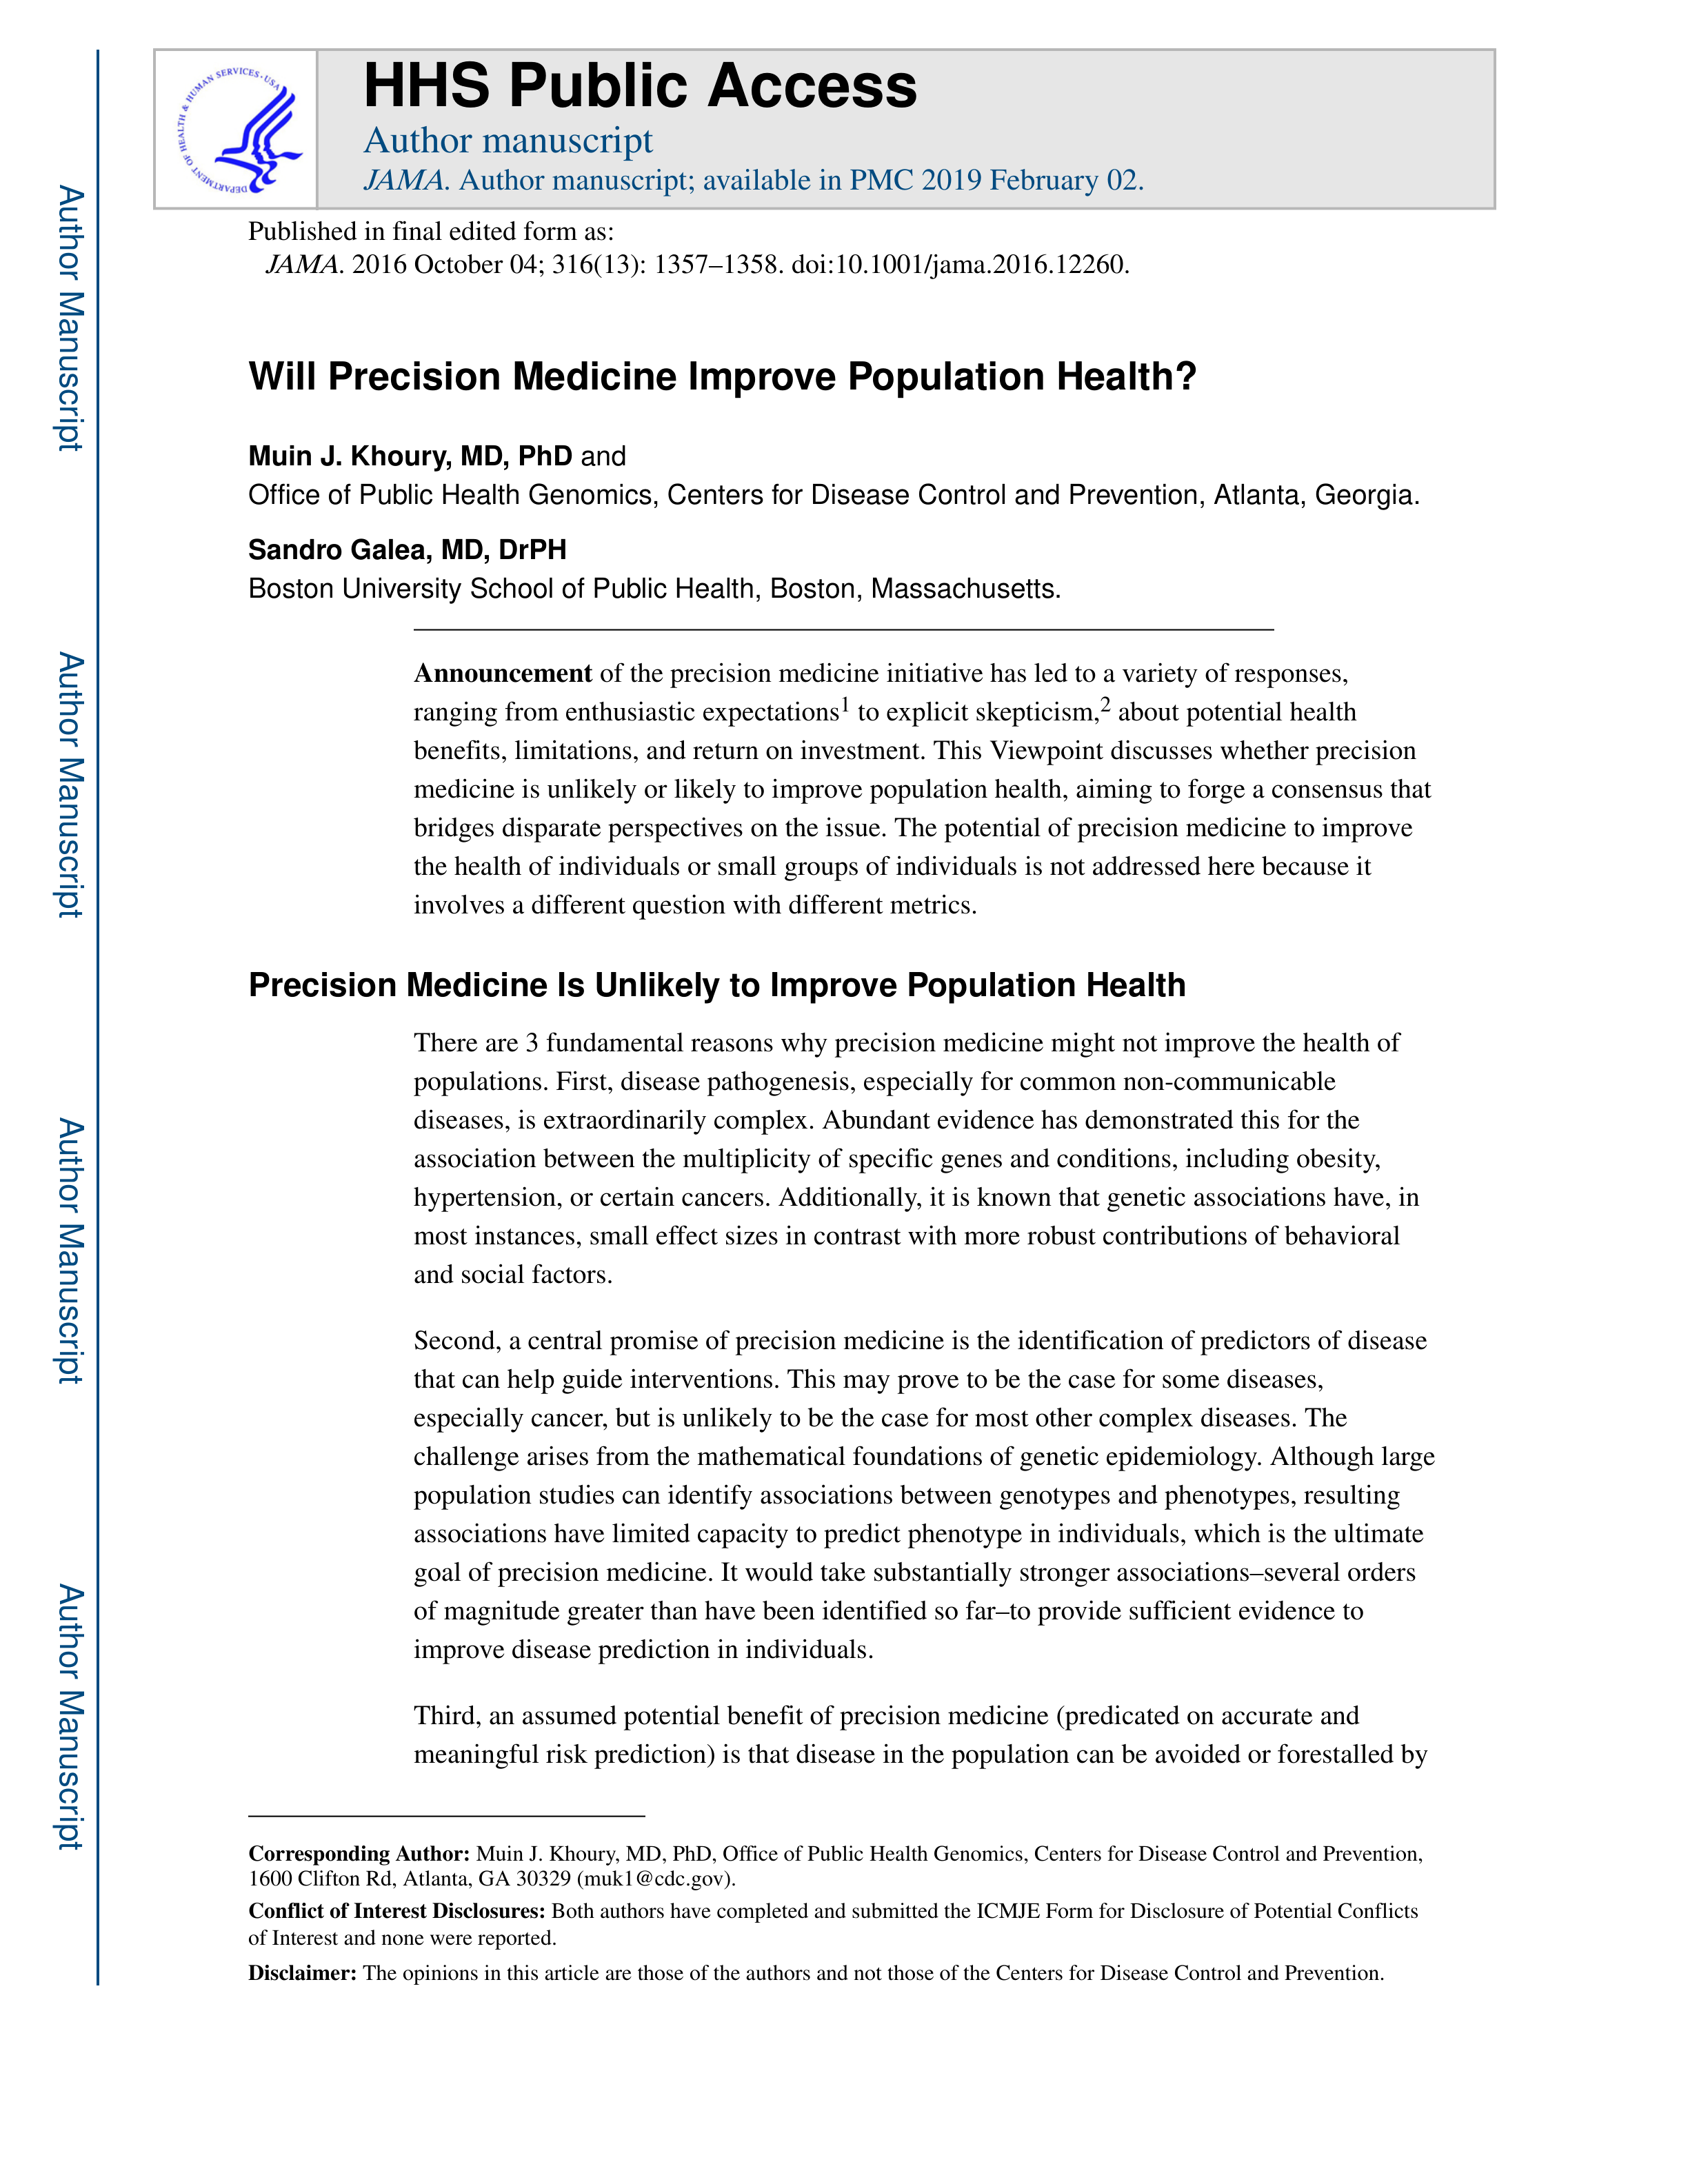 DEPARTMENT OF HEALTH & HUMAN SERVICES · USA
HHS Public Access
Author manuscript
JAMA. Author manuscript; available in PMC 2019 February 02.
Published in final edited form as:
JAMA. 2016 October 04; 316(13): 1357–1358. doi:10.1001/jama.2016.12260.
Will Precision Medicine Improve Population Health?
Muin J. Khoury, MD, PhD and
Office of Public Health Genomics, Centers for Disease Control and Prevention, Atlanta, Georgia.
Sandro Galea, MD, DrPH
Boston University School of Public Health, Boston, Massachusetts.
Announcement of the precision medicine initiative has led to a variety of responses,
ranging from enthusiastic expectations1 to explicit skepticism,2 about potential health
benefits, limitations, and return on investment. This Viewpoint discusses whether precision
medicine is unlikely or likely to improve population health, aiming to forge a consensus that
bridges disparate perspectives on the issue. The potential of precision medicine to improve
the health of individuals or small groups of individuals is not addressed here because it
involves a different question with different metrics.
Precision Medicine Is Unlikely to Improve Population Health
There are 3 fundamental reasons why precision medicine might not improve the health of
populations. First, disease pathogenesis, especially for common non-communicable
diseases, is extraordinarily complex. Abundant evidence has demonstrated this for the
association between the multiplicity of specific genes and conditions, including obesity,
hypertension, or certain cancers. Additionally, it is known that genetic associations have, in
most instances, small effect sizes in contrast with more robust contributions of behavioral
and social factors.
Second, a central promise of precision medicine is the identification of predictors of disease
that can help guide interventions. This may prove to be the case for some diseases,
especially cancer, but is unlikely to be the case for most other complex diseases. The
challenge arises from the mathematical foundations of genetic epidemiology. Although large
population studies can identify associations between genotypes and phenotypes, resulting
associations have limited capacity to predict phenotype in individuals, which is the ultimate
goal of precision medicine. It would take substantially stronger associations–several orders
of magnitude greater than have been identified so far–to provide sufficient evidence to
improve disease prediction in individuals.
Third, an assumed potential benefit of precision medicine (predicated on accurate and
meaningful risk prediction) is that disease in the population can be avoided or forestalled by
Corresponding Author: Muin J. Khoury, MD, PhD, Office of Public Health Genomics, Centers for Disease Control and Prevention,
1600 Clifton Rd, Atlanta, GA 30329 (muk1@cdc.gov).
Conflict of Interest Disclosures: Both authors have completed and submitted the ICMJE Form for Disclosure of Potential Conflicts
of Interest and none were reported.
Disclaimer: The opinions in this article are those of the authors and not those of the Centers for Disease Control and Prevention.
Author Manuscript
Author Manuscript
Author Manuscript
Author Manuscript